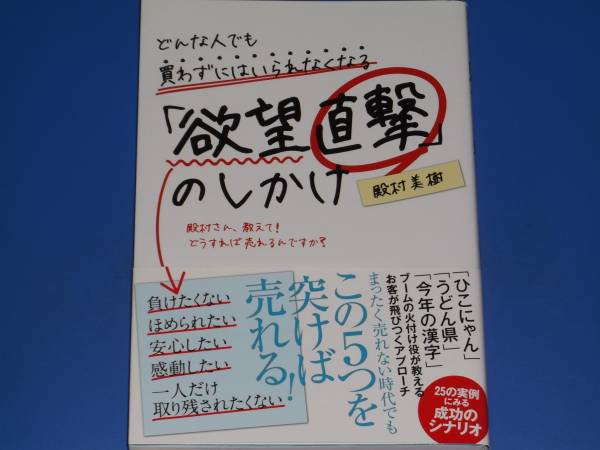 どんな人でも
買わずにはいられなくなる
「欲望直撃」
のしかけ
殿村美樹
殿村さん、教えて!
どうすれば売れるんですか?
負けたくない
ほめられたい
安心したい
感動したい
一人だけ
取り残されたくない
「ひこにゃん」
「うどん県」
「今年の漢字」
ブームの火付け役が教える
お客が飛びつくアプローチ
まったく売れない時代でも
この5つを
突けば
売れる!
25の実例
にみる
成功の
シナリオ